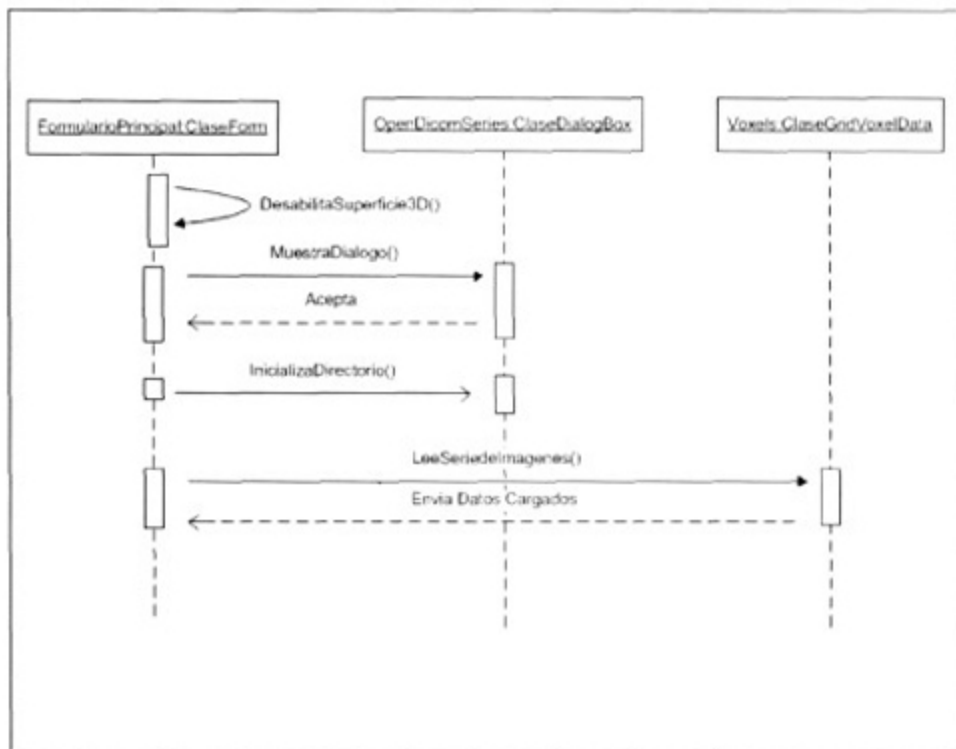 FormularioPrincipal.ClaseForm
OpenDicomSeries.ClaseDialogBox
Voxels.ClaseGridVoxelData
DesabilitaSuperficie3D()
MuestraDialogo()
Acepta
InicializaDirectorio()
LeeSeriedeImagenes()
Envia Datos Cargados